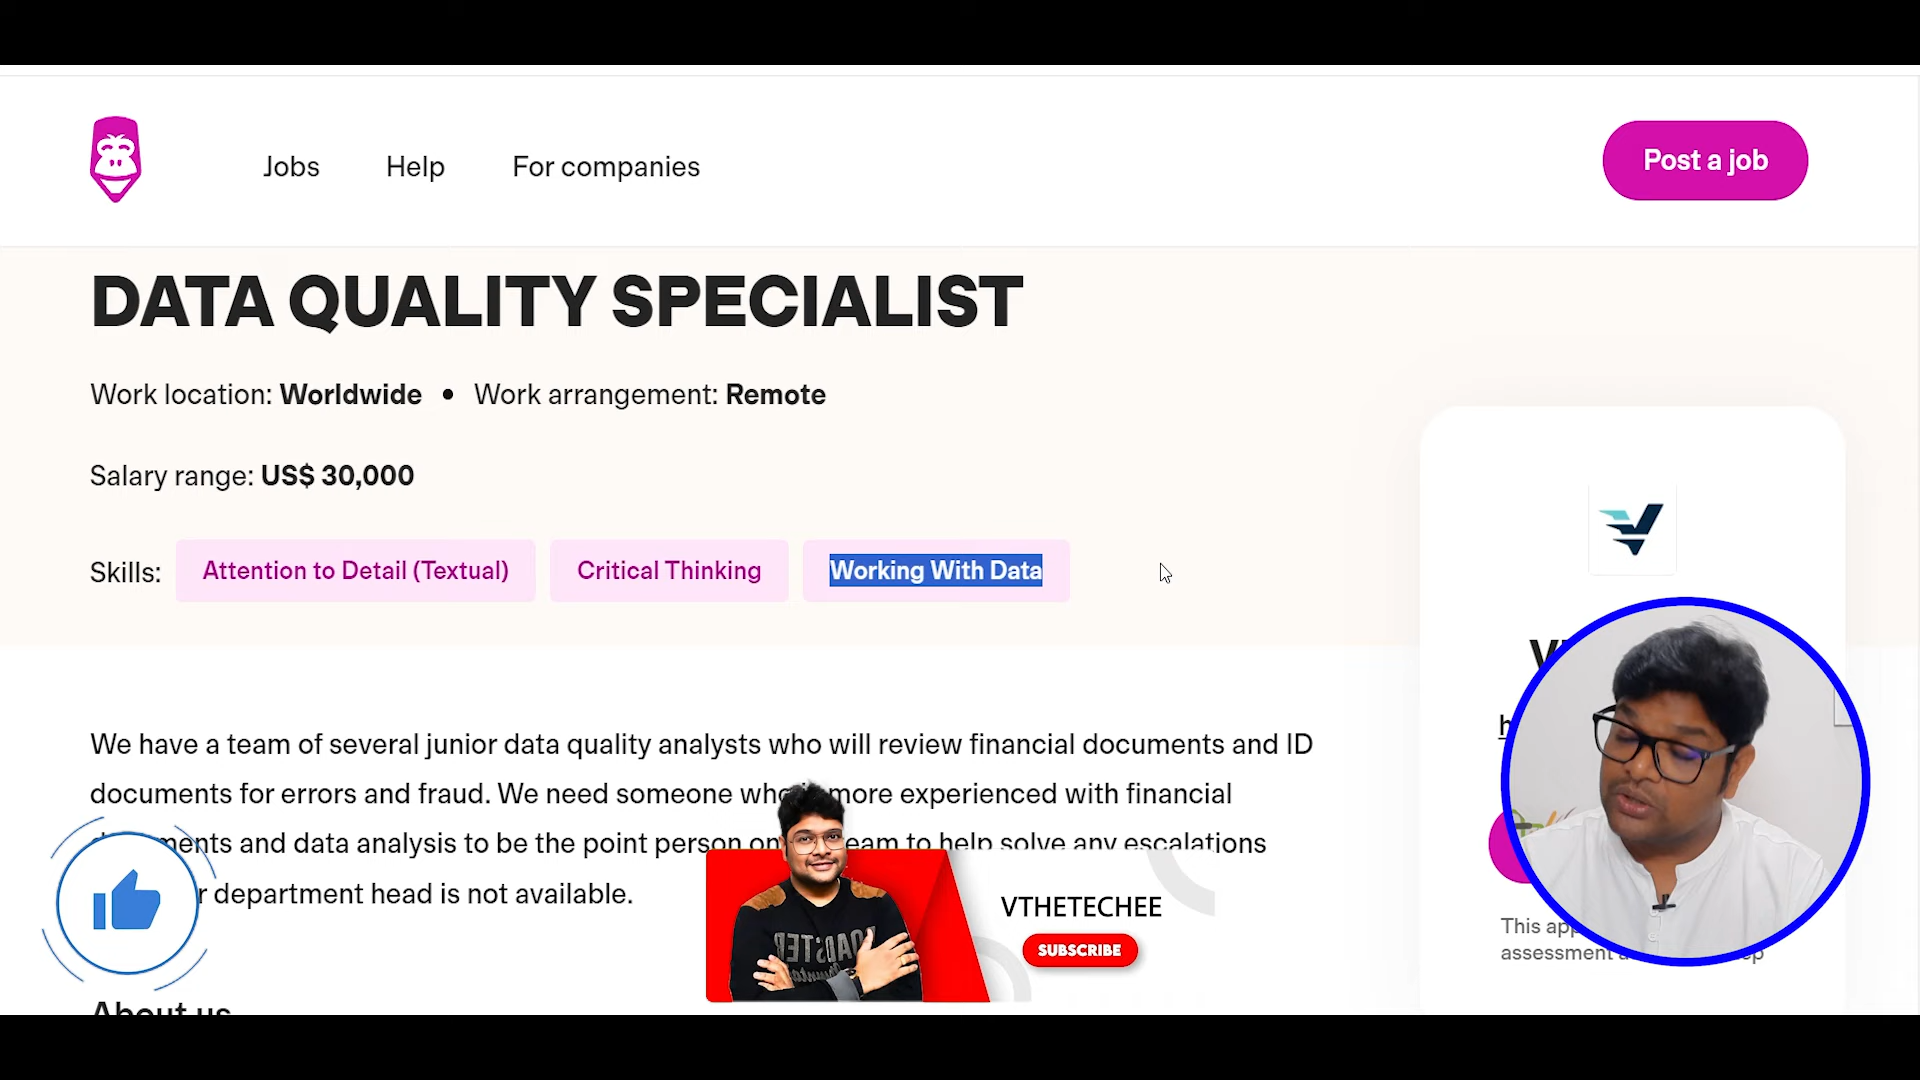 Jobs Help For companies
Post a job
DATA QUALITY SPECIALIST
Work location: Worldwide • Work arrangement: Remote
Salary range: US$ 30,000
Skills: Attention to Detail (Textual) Critical Thinking Working With Data
We have a team of several junior data quality analysts who will review financial documents and ID
documents for errors and fraud. We need someone who more experienced with financial
and data analysis to be the point person on to help solve any escalations
department head is not available.
VTHETECHEE
SUBSCRIBE
This
assessment
About us